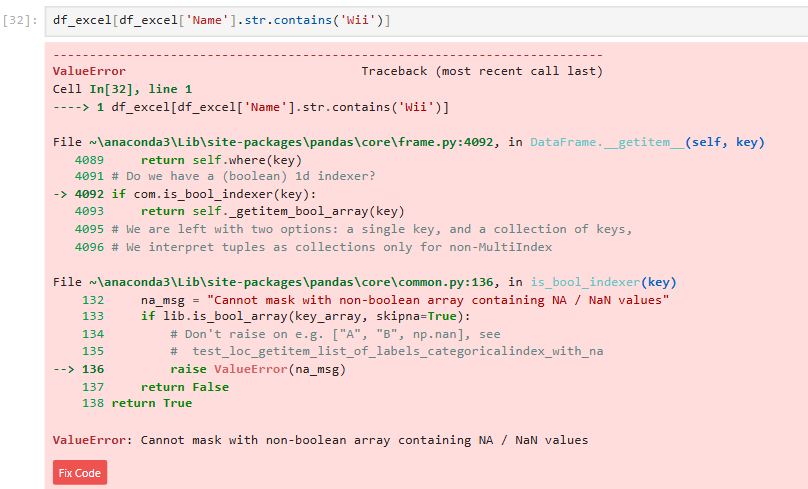 [32]: df_excel[df_excel['Name'].str.contains('Wii')]
---------------------------------------------------------------------------
ValueError                                Traceback (most recent call last)
Cell In[32], line 1
----> 1 df_excel[df_excel['Name'].str.contains('Wii')]
File ~\anaconda3\Lib\site-packages\pandas\core\frame.py:4092, in DataFrame.__getitem__(self, key)
   4089     return self.where(key)
   4091 # Do we have a (boolean) 1d indexer?
-> 4092 if com.is_bool_indexer(key):
   4093     return self._getitem_bool_array(key)
   4095 # We are left with two options: a single key, and a collection of keys,
   4096 # We interpret tuples as collections only for non-MultiIndex
File ~\anaconda3\Lib\site-packages\pandas\core\common.py:136, in is_bool_indexer(key)
    132     na_msg = "Cannot mask with non-boolean array containing NA / NaN values"
    133     if lib.is_bool_array(key_array, skipna=True):
    134         # Don't raise on e.g. ["A", "B", np.nan], see
    135         #  test_loc_getitem_list_of_labels_categoricalindex_with_na
--> 136         raise ValueError(na_msg)
    137     return False
    138 return True
ValueError: Cannot mask with non-boolean array containing NA / NaN values
Fix Code